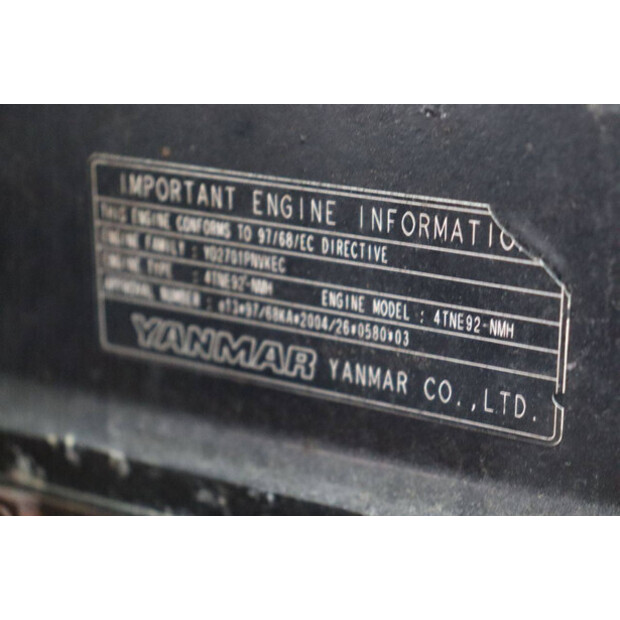 IMPORTANT ENGINE INFORMATIO
THIS ENGINE CONFORMS TO 97/68/EC DIRECTIVE
ENGINE FAMILY : YD2701PNVKEC
ENGINE TYPE : 4TNE92-NMH ENGINE MODEL : 4TNE92-NMH
APPROVAL NUMBER : e13*97/68KA*2004/26*0580*03
YANMAR YANMAR CO.,LTD.